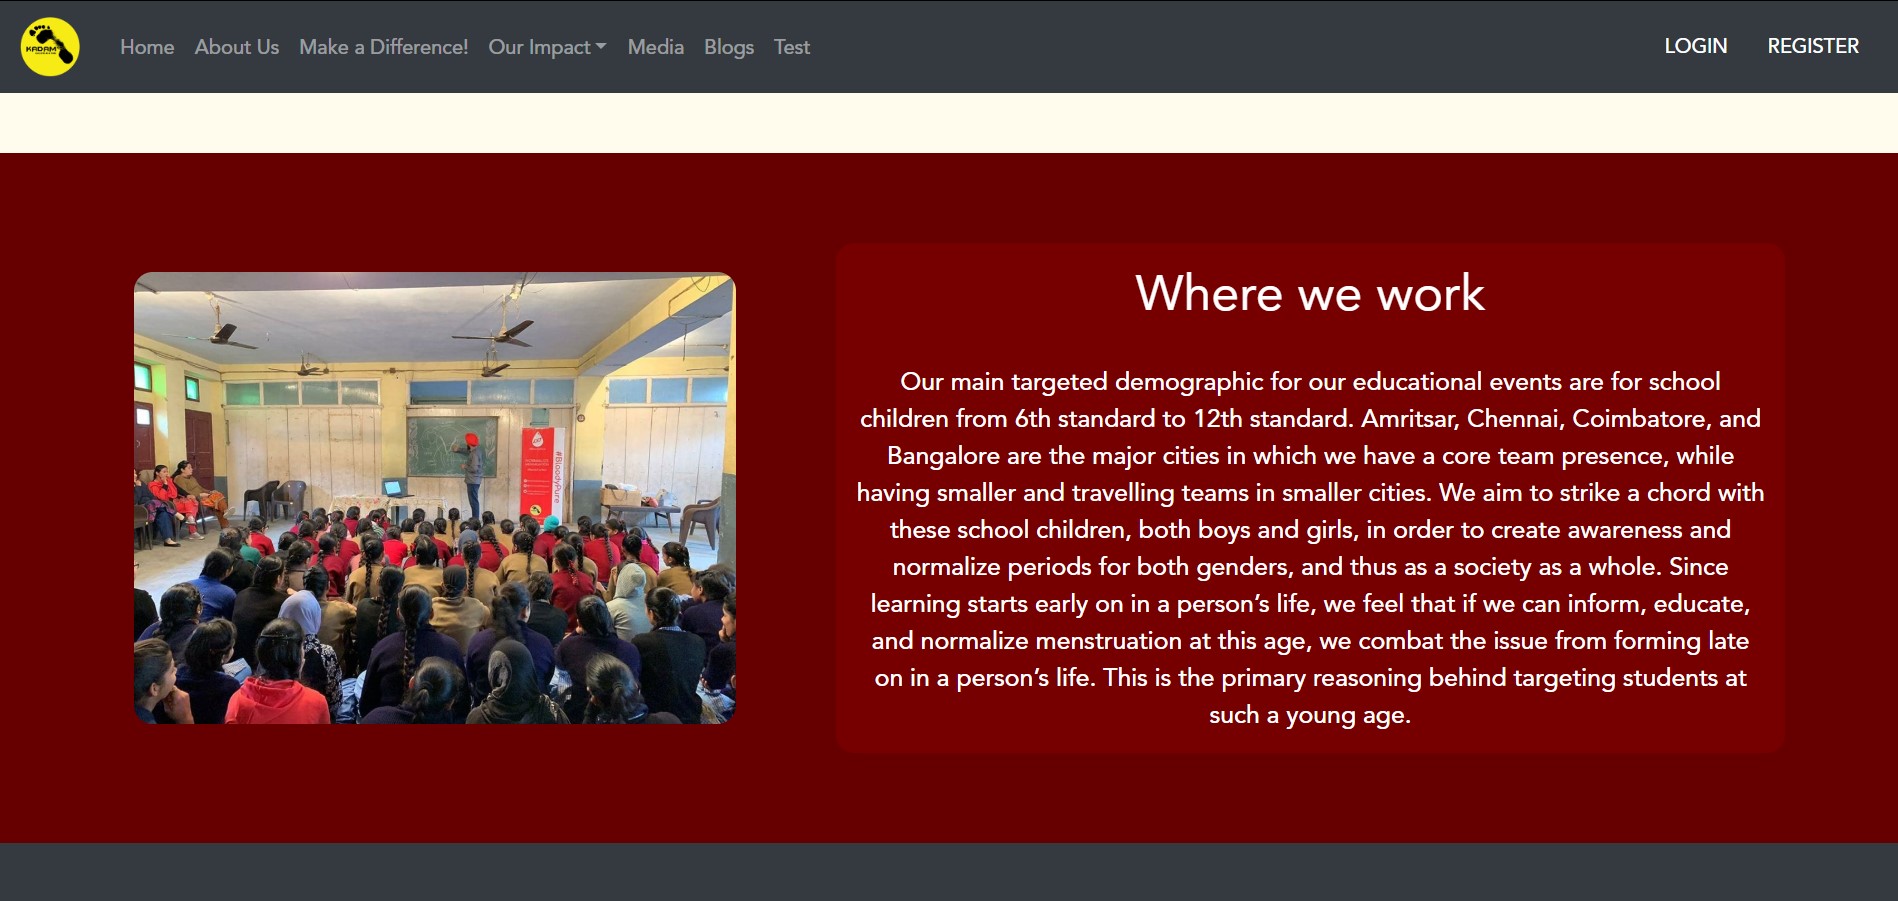 KADAM
Home
About Us
Make a Difference!
Our Impact
Media
Blogs
Test
LOGIN
REGISTER
#BloodyPure
Where we work
Our main targeted demographic for our educational events are for school
children from 6th standard to 12th standard. Amritsar, Chennai, Coimbatore, and
Bangalore are the major cities in which we have a core team presence, while
having smaller and travelling teams in smaller cities. We aim to strike a chord with
these school children, both boys and girls, in order to create awareness and
normalize periods for both genders, and thus as a society as a whole. Since
learning starts early on in a person’s life, we feel that if we can inform, educate,
and normalize menstruation at this age, we combat the issue from forming late
on in a person’s life. This is the primary reasoning behind targeting students at
such a young age.